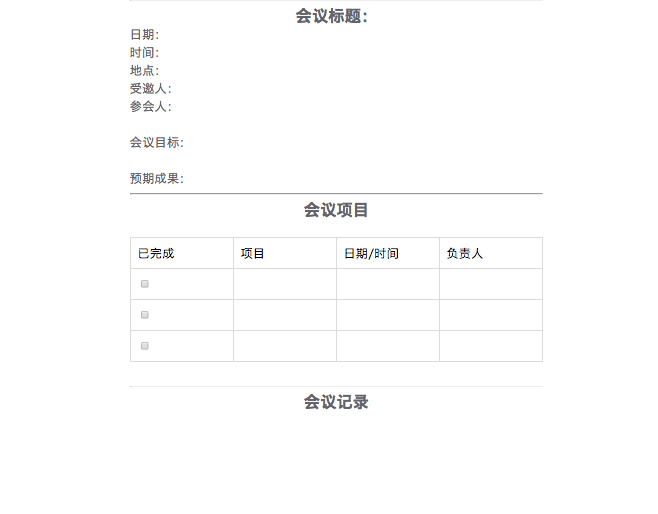 会议标题：
日期：
时间：
地点：
受邀人：
参会人：
会议目标：
预期成果：
会议项目
已完成 项目 日期/时间 负责人
会议记录